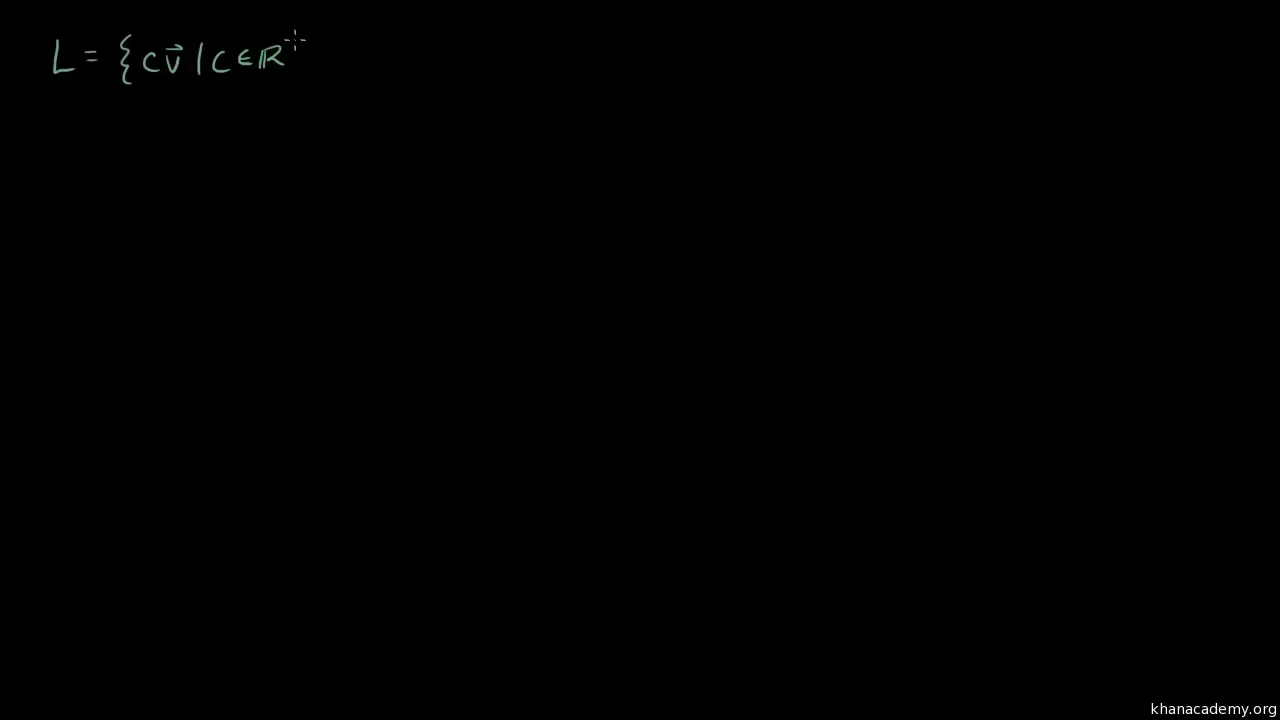 L = {c v⃗ | c ∈ ℝ
khanacademy.org